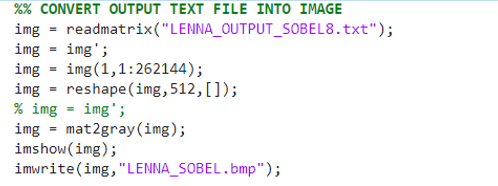 %% CONVERT OUTPUT TEXT FILE INTO IMAGE
img = readmatrix("LENNA_OUTPUT_SOBEL8.txt");
img = img';
img = img(1,1:262144);
img = reshape(img,512,[]);
% img = img';
img = mat2gray(img);
imshow(img);
imwrite(img,"LENNA_SOBEL.bmp");